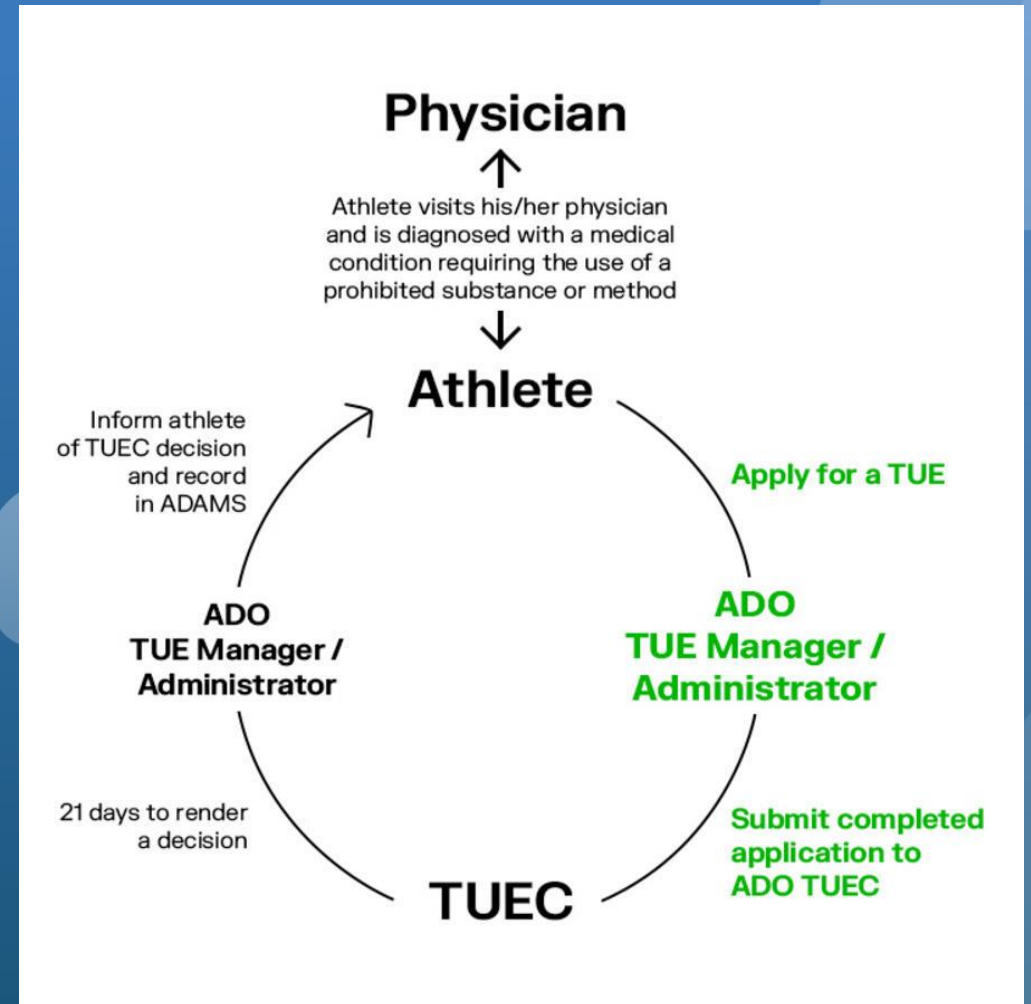 Physician
Athlete visits his/her physician
and is diagnosed with a medical
condition requiring the use of a
prohibited substance or method
Athlete
Apply for a TUE
ADO
TUE Manager /
Administrator
Submit completed
application to
ADO TUEC
TUEC
21 days to render
a decision
ADO
TUE Manager /
Administrator
Inform athlete
of TUEC decision
and record
in ADAMS